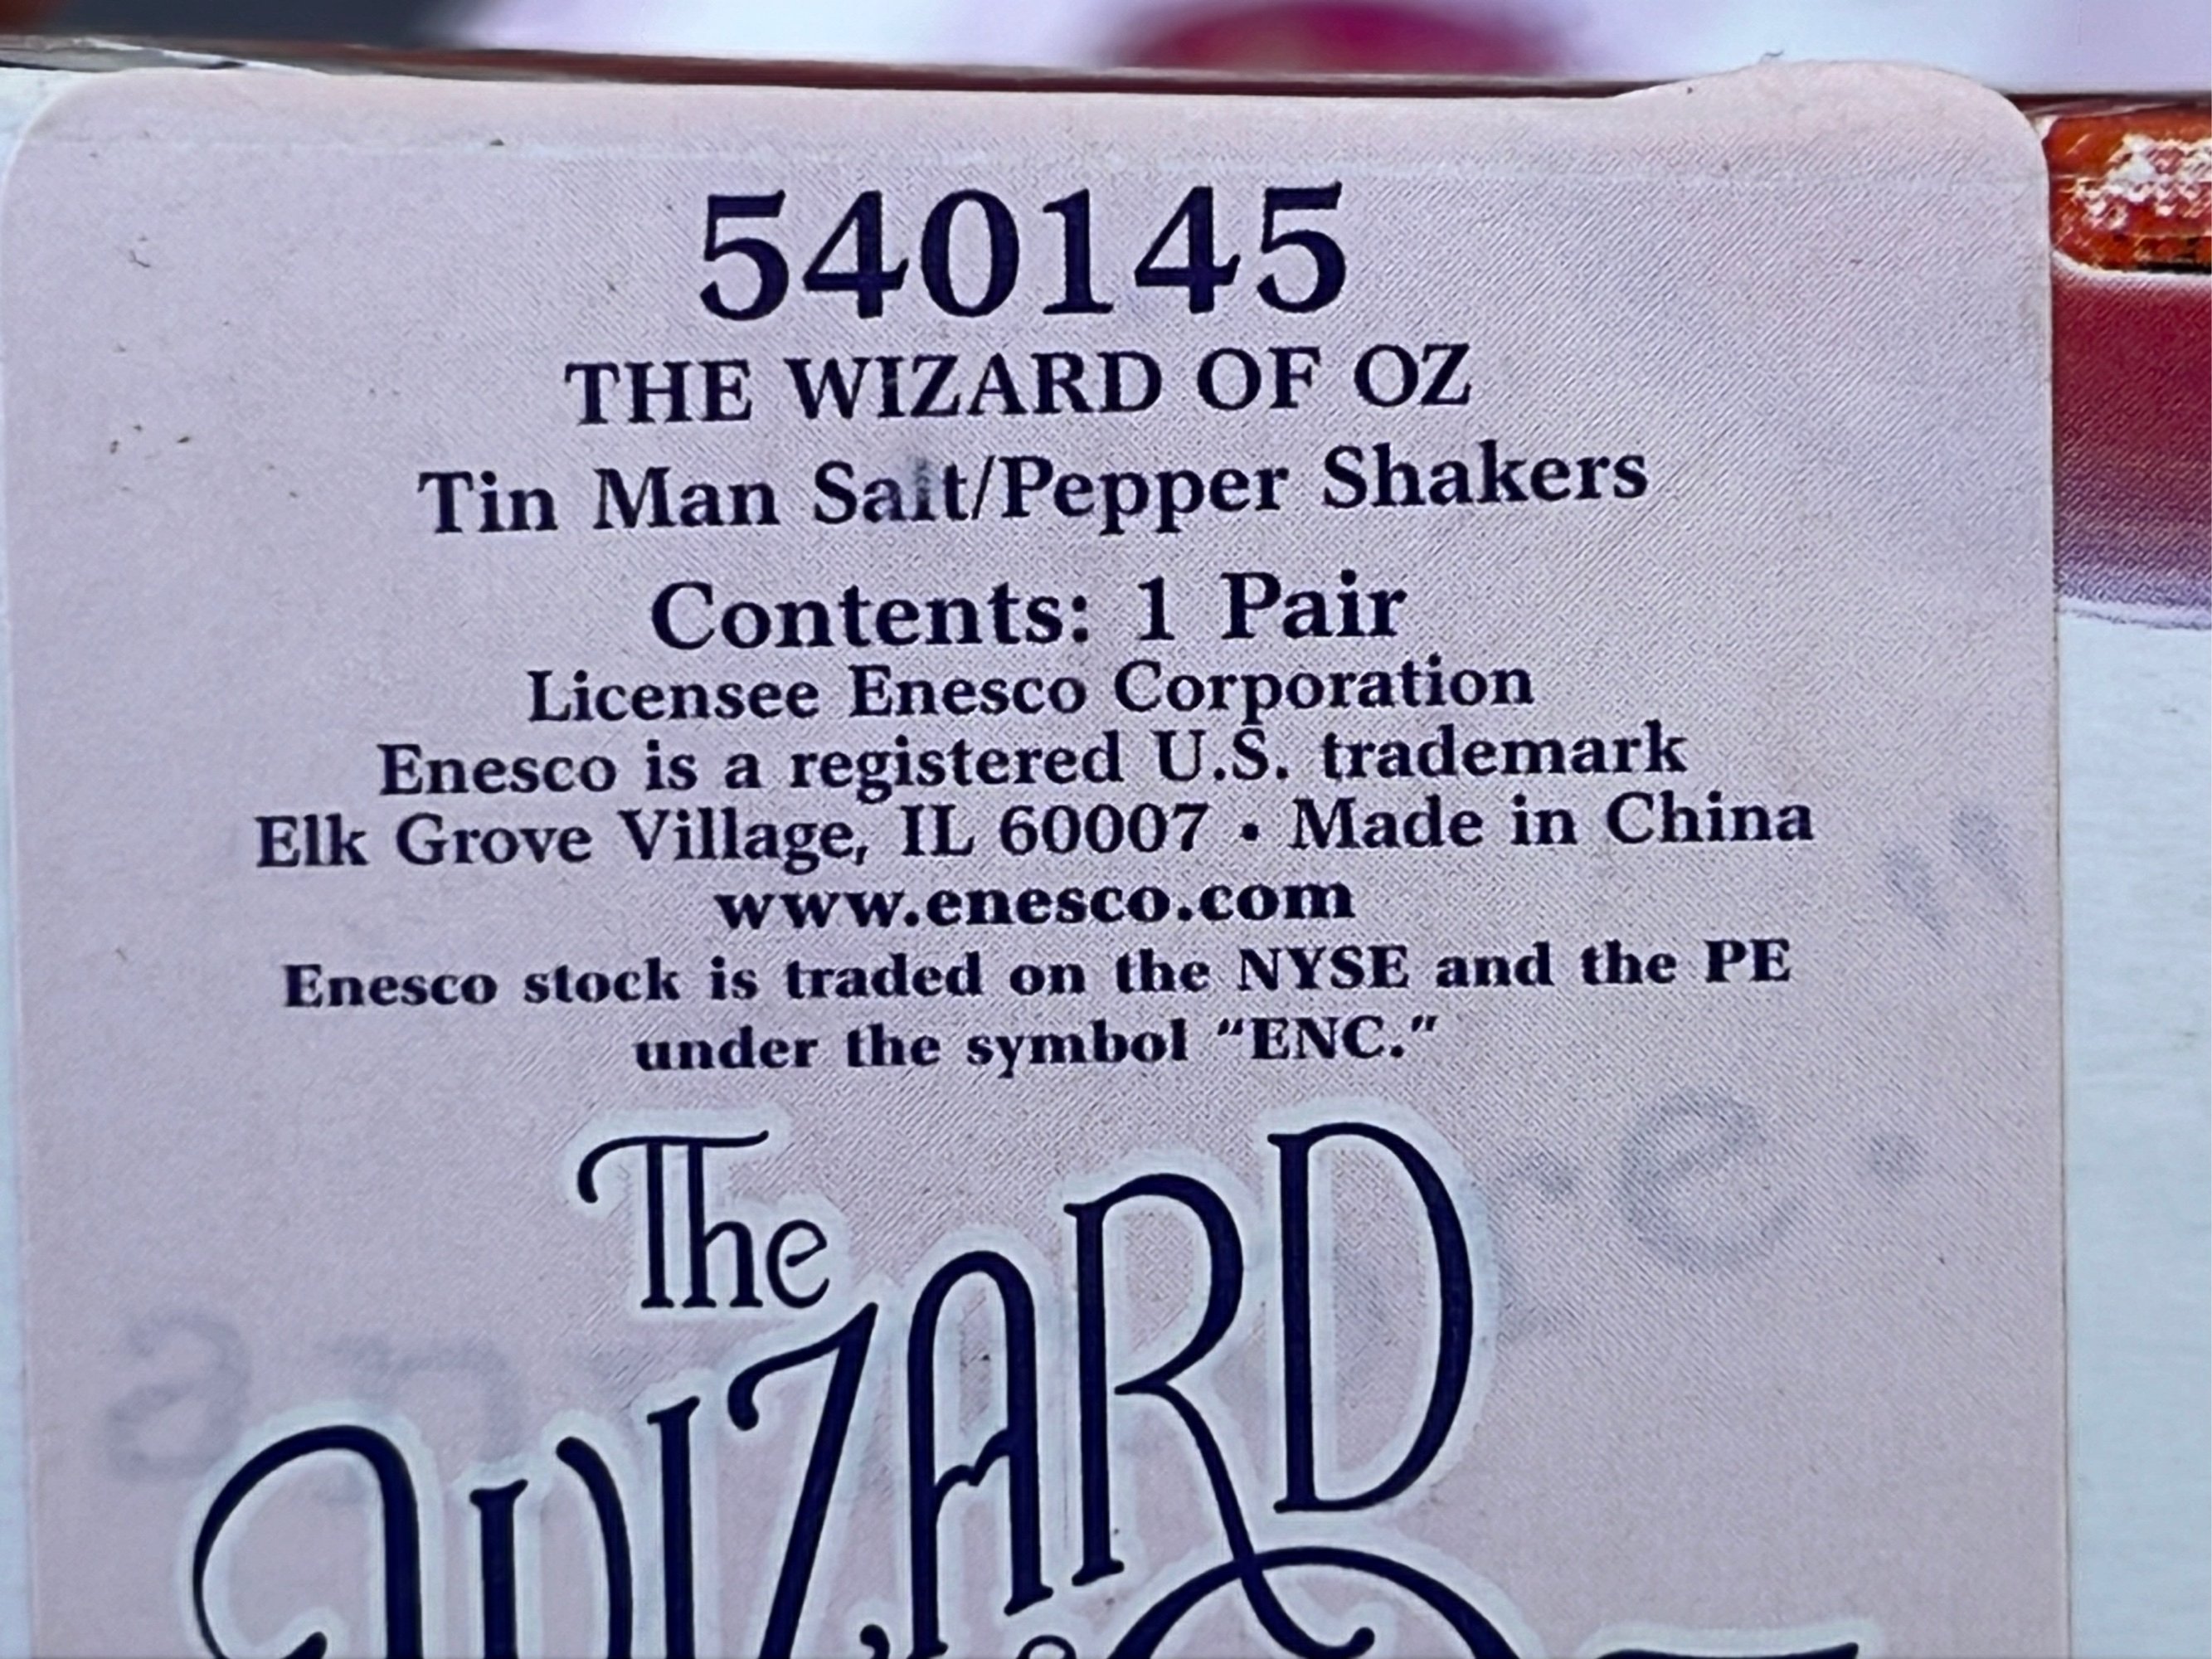 540145
THE WIZARD OF OZ
Tin Man Salt/Pepper Shakers
Contents: 1 Pair
Licensee Enesco Corporation
Enesco is a registered U.S. trademark
Elk Grove Village, IL 60007 • Made in China
www.enesco.com
Enesco stock is traded on the NYSE and the PE
under the symbol "ENC."
The
WIZARD